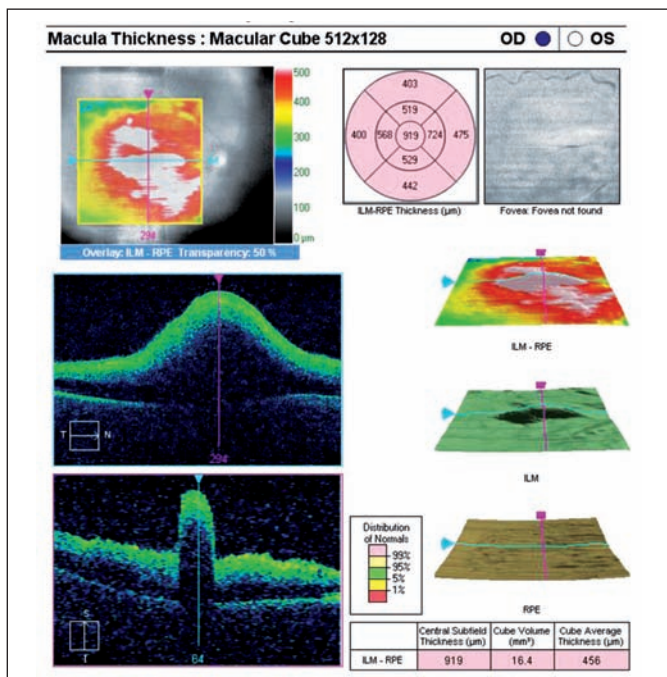 Macula Thickness : Macular Cube 512x128 OD OS
500
400
300
200
100
0 µm
294
Overlay: ILM - RPE Transparency: 50 %
403
519
400 568 919 724 475
529
442
ILM-RPE Thickness (µm)
Fovea: Fovea not found
ILM - RPE
T N
294
ILM
Distribution
of Normals
99%
95%
5%
1%
RPE
S
I
64
Central Subfield Thickness (µm) Cube Volume (mm³) Cube Average Thickness (µm)
ILM - RPE 919 16.4 456